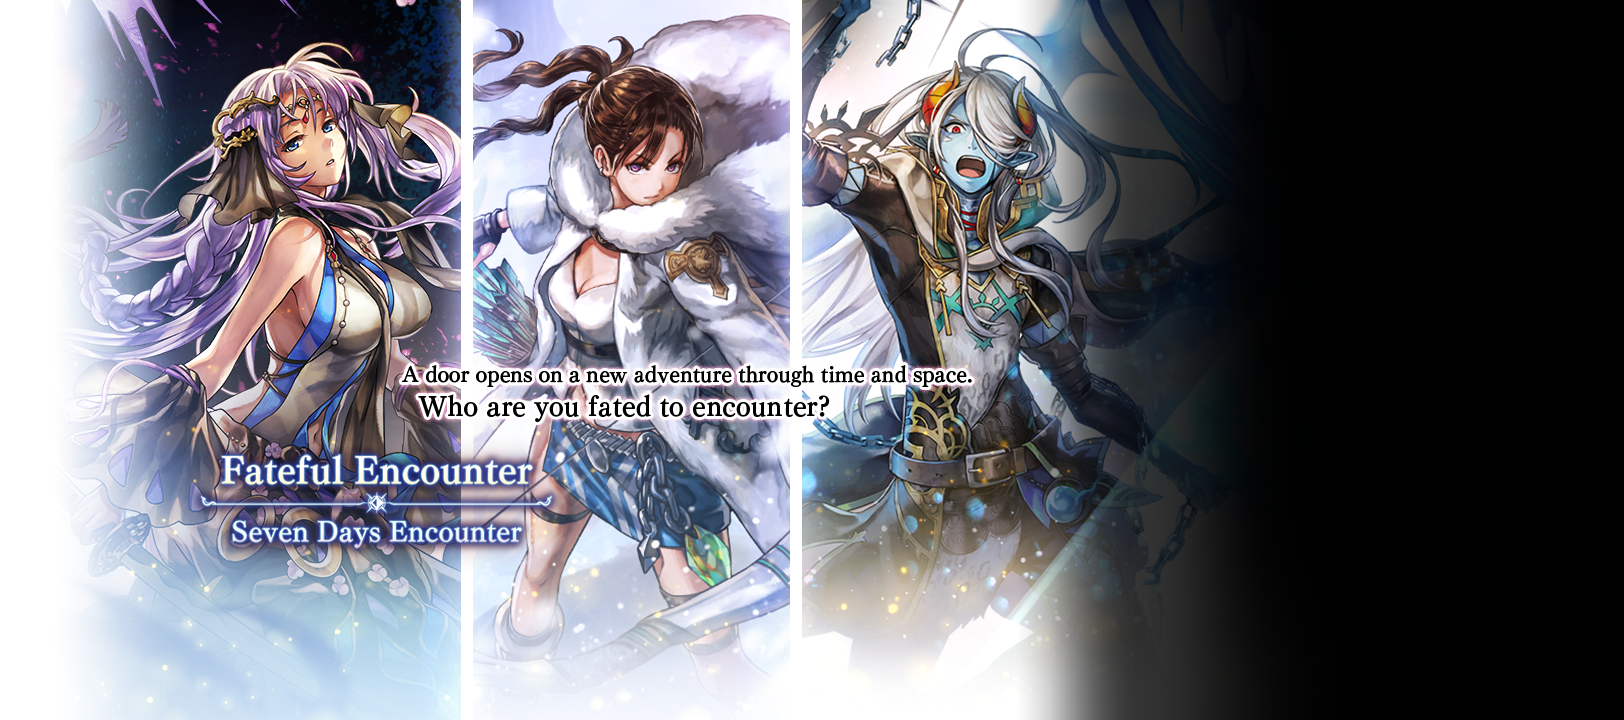 A door opens on a new adventure through time and space.
Who are you fated to encounter?
Fateful Encounter
Seven Days Encounter